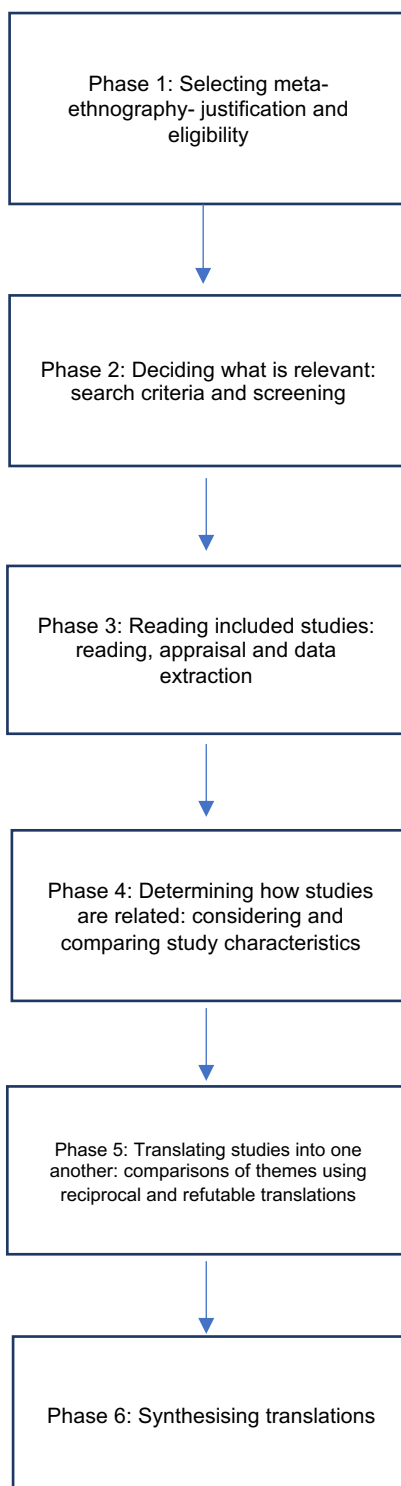 Phase 1: Selecting meta-
ethnography- justification and
eligibility
Phase 2: Deciding what is relevant:
search criteria and screening
Phase 3: Reading included studies:
reading, appraisal and data
extraction
Phase 4: Determining how studies
are related: considering and
comparing study characteristics
Phase 5: Translating studies into one
another: comparisons of themes using
reciprocal and refutable translations
Phase 6: Synthesising translations